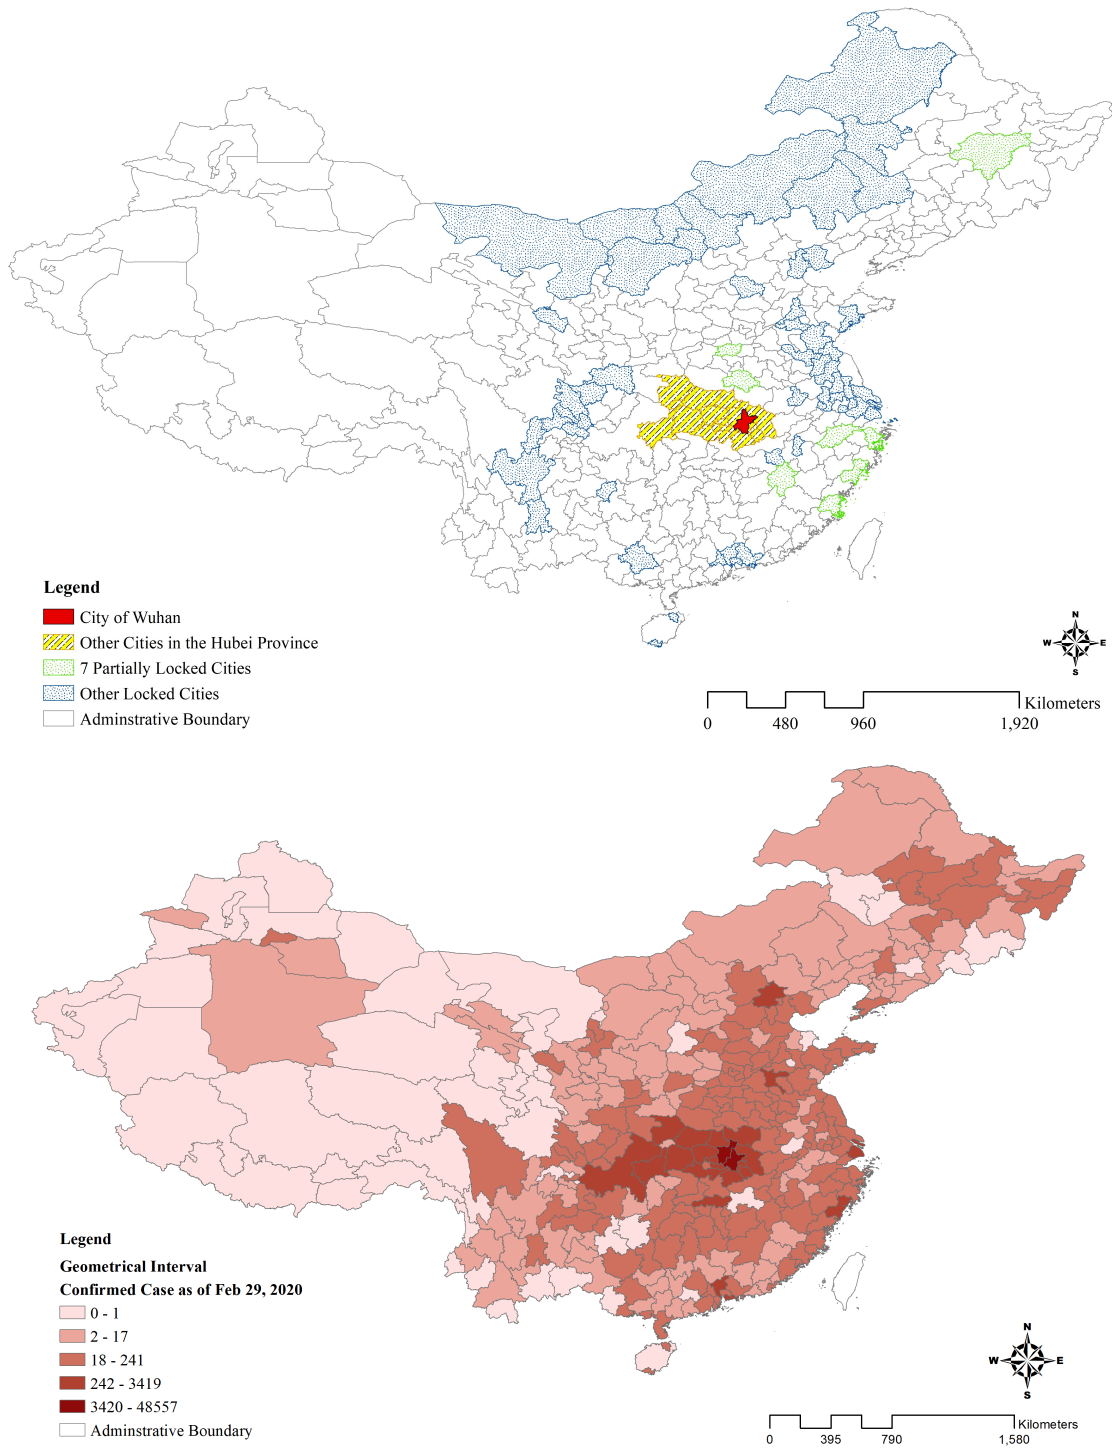 Legend
City of Wuhan
Other Cities in the Hubei Province
7 Partially Locked Cities
Other Locked Cities
Adminstrative Boundary
N
W E
S
Kilometers
0 480 960 1,920
Legend
Geometrical Interval
Confirmed Case as of Feb 29, 2020
0 - 1
2 - 17
18 - 241
242 - 3419
3420 - 48557
Adminstrative Boundary
N
W E
S
Kilometers
0 395 790 1,580